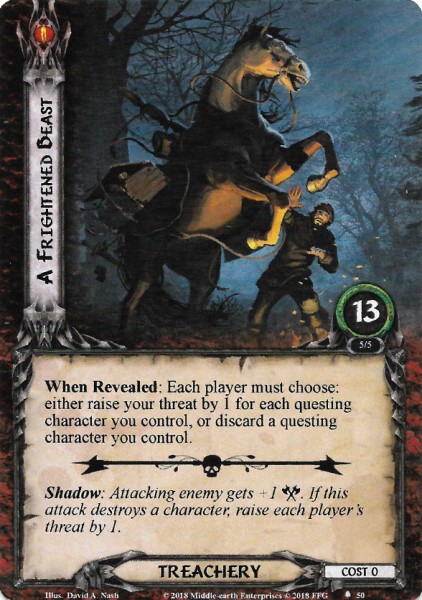 A Frightened Beast
13
5/5
When Revealed: Each player must choose:
either raise your threat by 1 for each questing
character you control, or discard a questing
character you control.
Shadow: Attacking enemy gets +1 . If this
attack destroys a character, raise each player's
threat by 1.
TREACHERY
COST 0
Illus. David A. Nash
© 2018 Middle-earth Enterprises © 2018 FFG
50